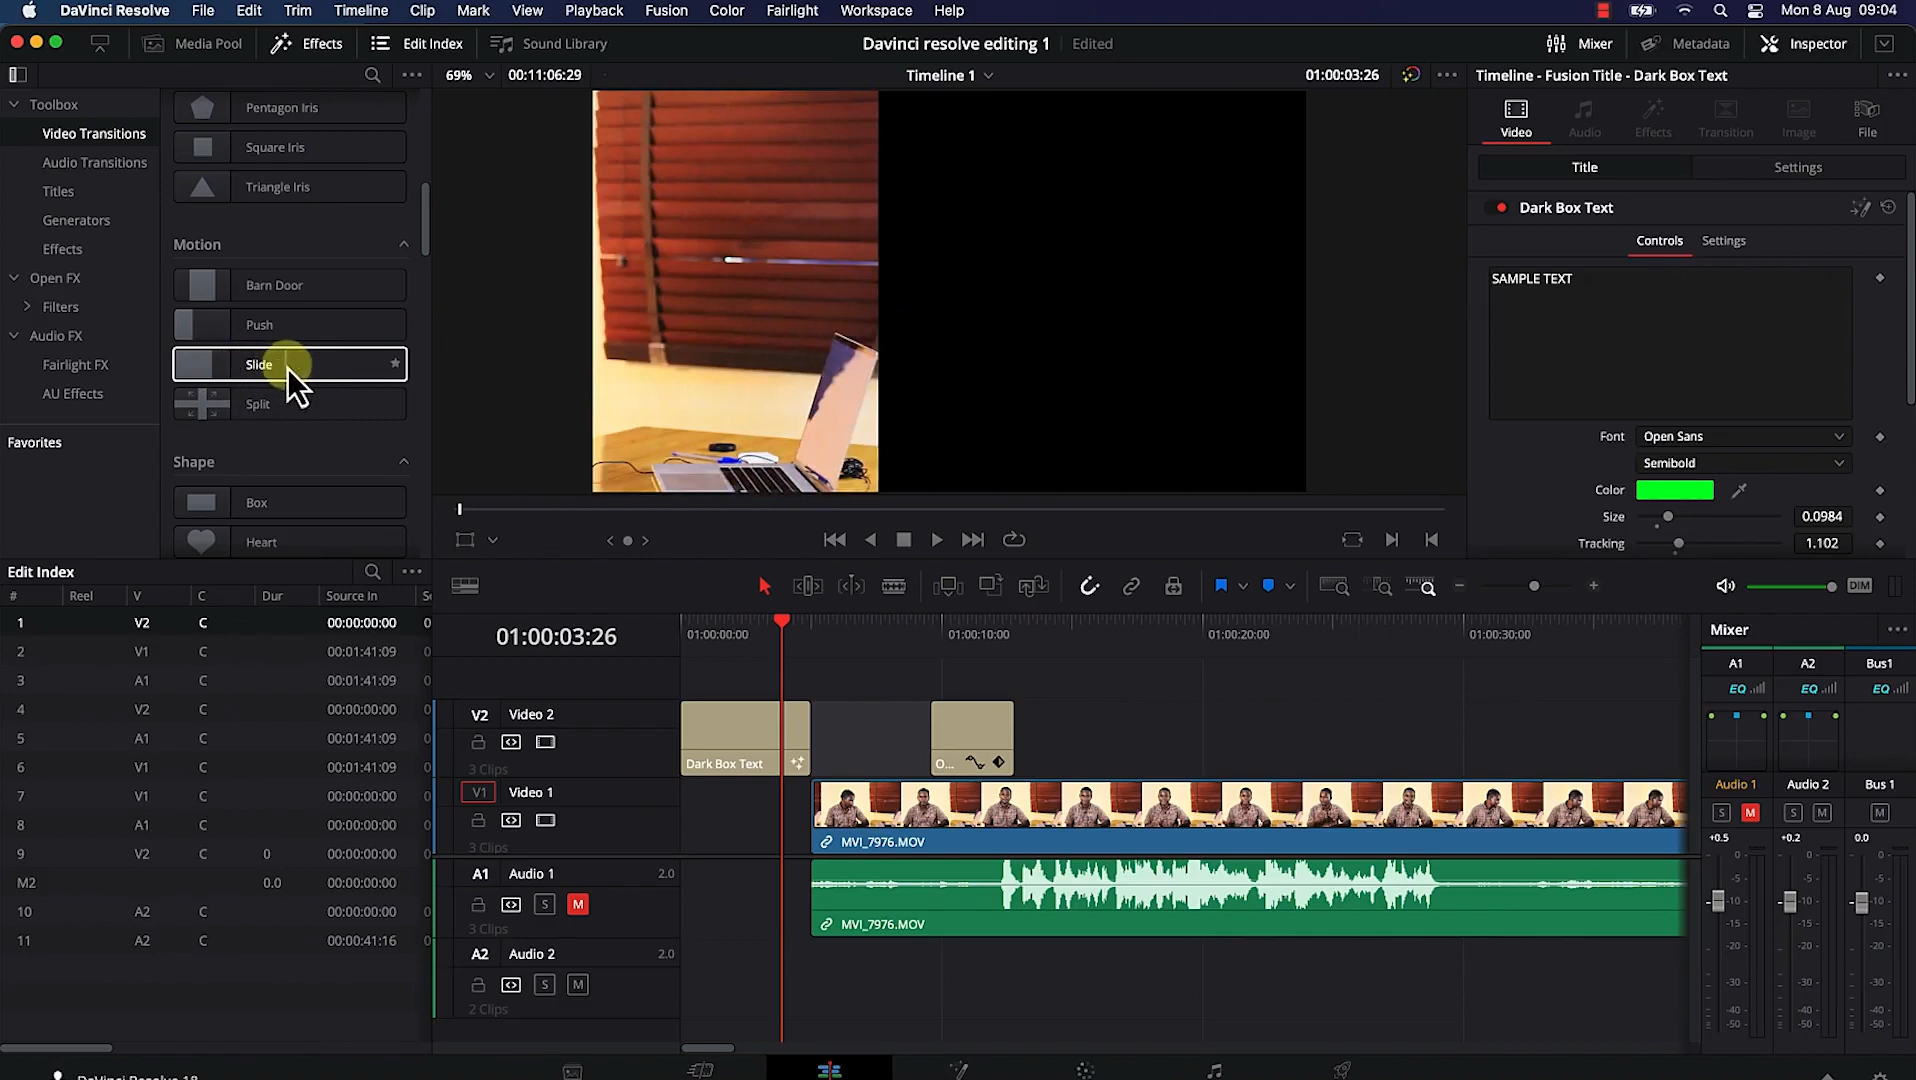 DaVinci Resolve File Edit Trim Timeline Clip Mark View Playback Fusion Color Fairlight Workspace Help Mon 8 Aug 09:04
Media Pool Effects Edit Index Sound Library Davinci resolve editing 1 Edited Mixer Metadata Inspector
69% 00:11:06:29 Timeline 1 01:00:03:26 Timeline - Fusion Title - Dark Box Text
Toolbox
Video Transitions
Audio Transitions
Titles
Generators
Effects
Open FX
Filters
Audio FX
Fairlight FX
AU Effects
Favorites
Pentagon Iris
Square Iris
Triangle Iris
Motion
Barn Door
Push
Slide
Split
Shape
Box
Heart
Video Audio Effects Transition Image File
Title Settings
Dark Box Text
Controls Settings
SAMPLE TEXT
Font Open Sans
Semibold
Color
Size 0.0984
Tracking 1.102
Edit Index
# Reel V C Dur Source In S
1 V2 C 00:00:00:00
2 V1 C 00:01:41:09 0
3 A1 C 00:01:41:09 0
4 V2 C 00:00:00:00 0
5 A1 C 00:01:41:09 0
6 V1 C 00:01:41:09 0
7 V1 C 00:00:00:00 0
8 A1 C 00:00:00:00 0
9 V2 C 0 00:00:00:00 0
M2 0.0 00:00:00:00 0
10 A2 C 00:00:00:00 0
11 A2 C 00:00:41:16 0
DIM
01:00:03:26 01:00:00:00 01:00:10:00 01:00:20:00 01:00:30:00
V2 Video 2
3 Clips
Dark Box Text O...
V1 Video 1
3 Clips
MVI_7976.MOV
A1 Audio 1 2.0
S M
3 Clips
MVI_7976.MOV
A2 Audio 2 2.0
S M
2 Clips
Mixer
A1 A2 Bus1
EQ EQ EQ
Audio 1 Audio 2 Bus 1
S M S M M
+0.5 +0.2 0.0
0 0 0
-5 -5 -5
-10 -10 -10
-15 -15 -15
-20 -20 -20
-30 -30 -30
-40 -40 -40
-50 -50 -50
DaVinci Resolve 18